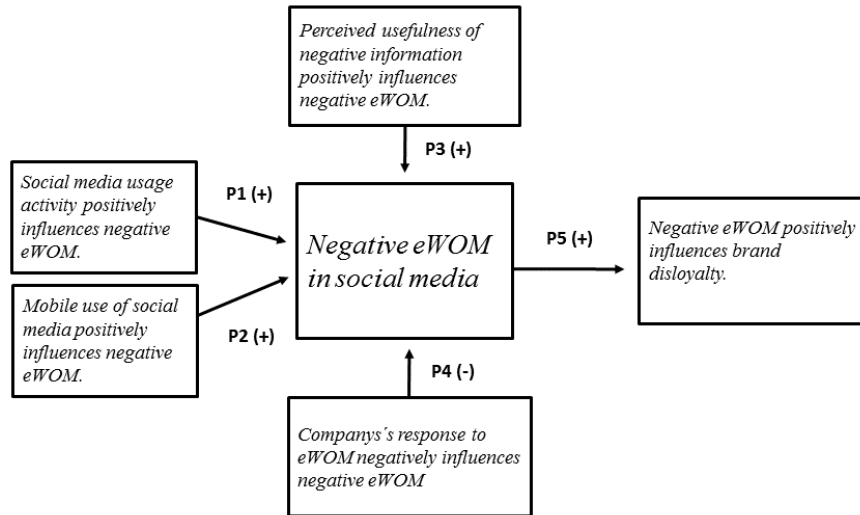 Perceived usefulness of
negative information
positively influences
negative eWOM.
P3 (+)
Social media usage
activity positively
influences negative
eWOM.
P1 (+)
Mobile use of social
media positively
influences negative
eWOM.
P2 (+)
Negative eWOM
in social media
P5 (+)
Negative eWOM positively
influences brand
disloyalty.
P4 (-)
Companys´s response to
eWOM negatively influences
negative eWOM